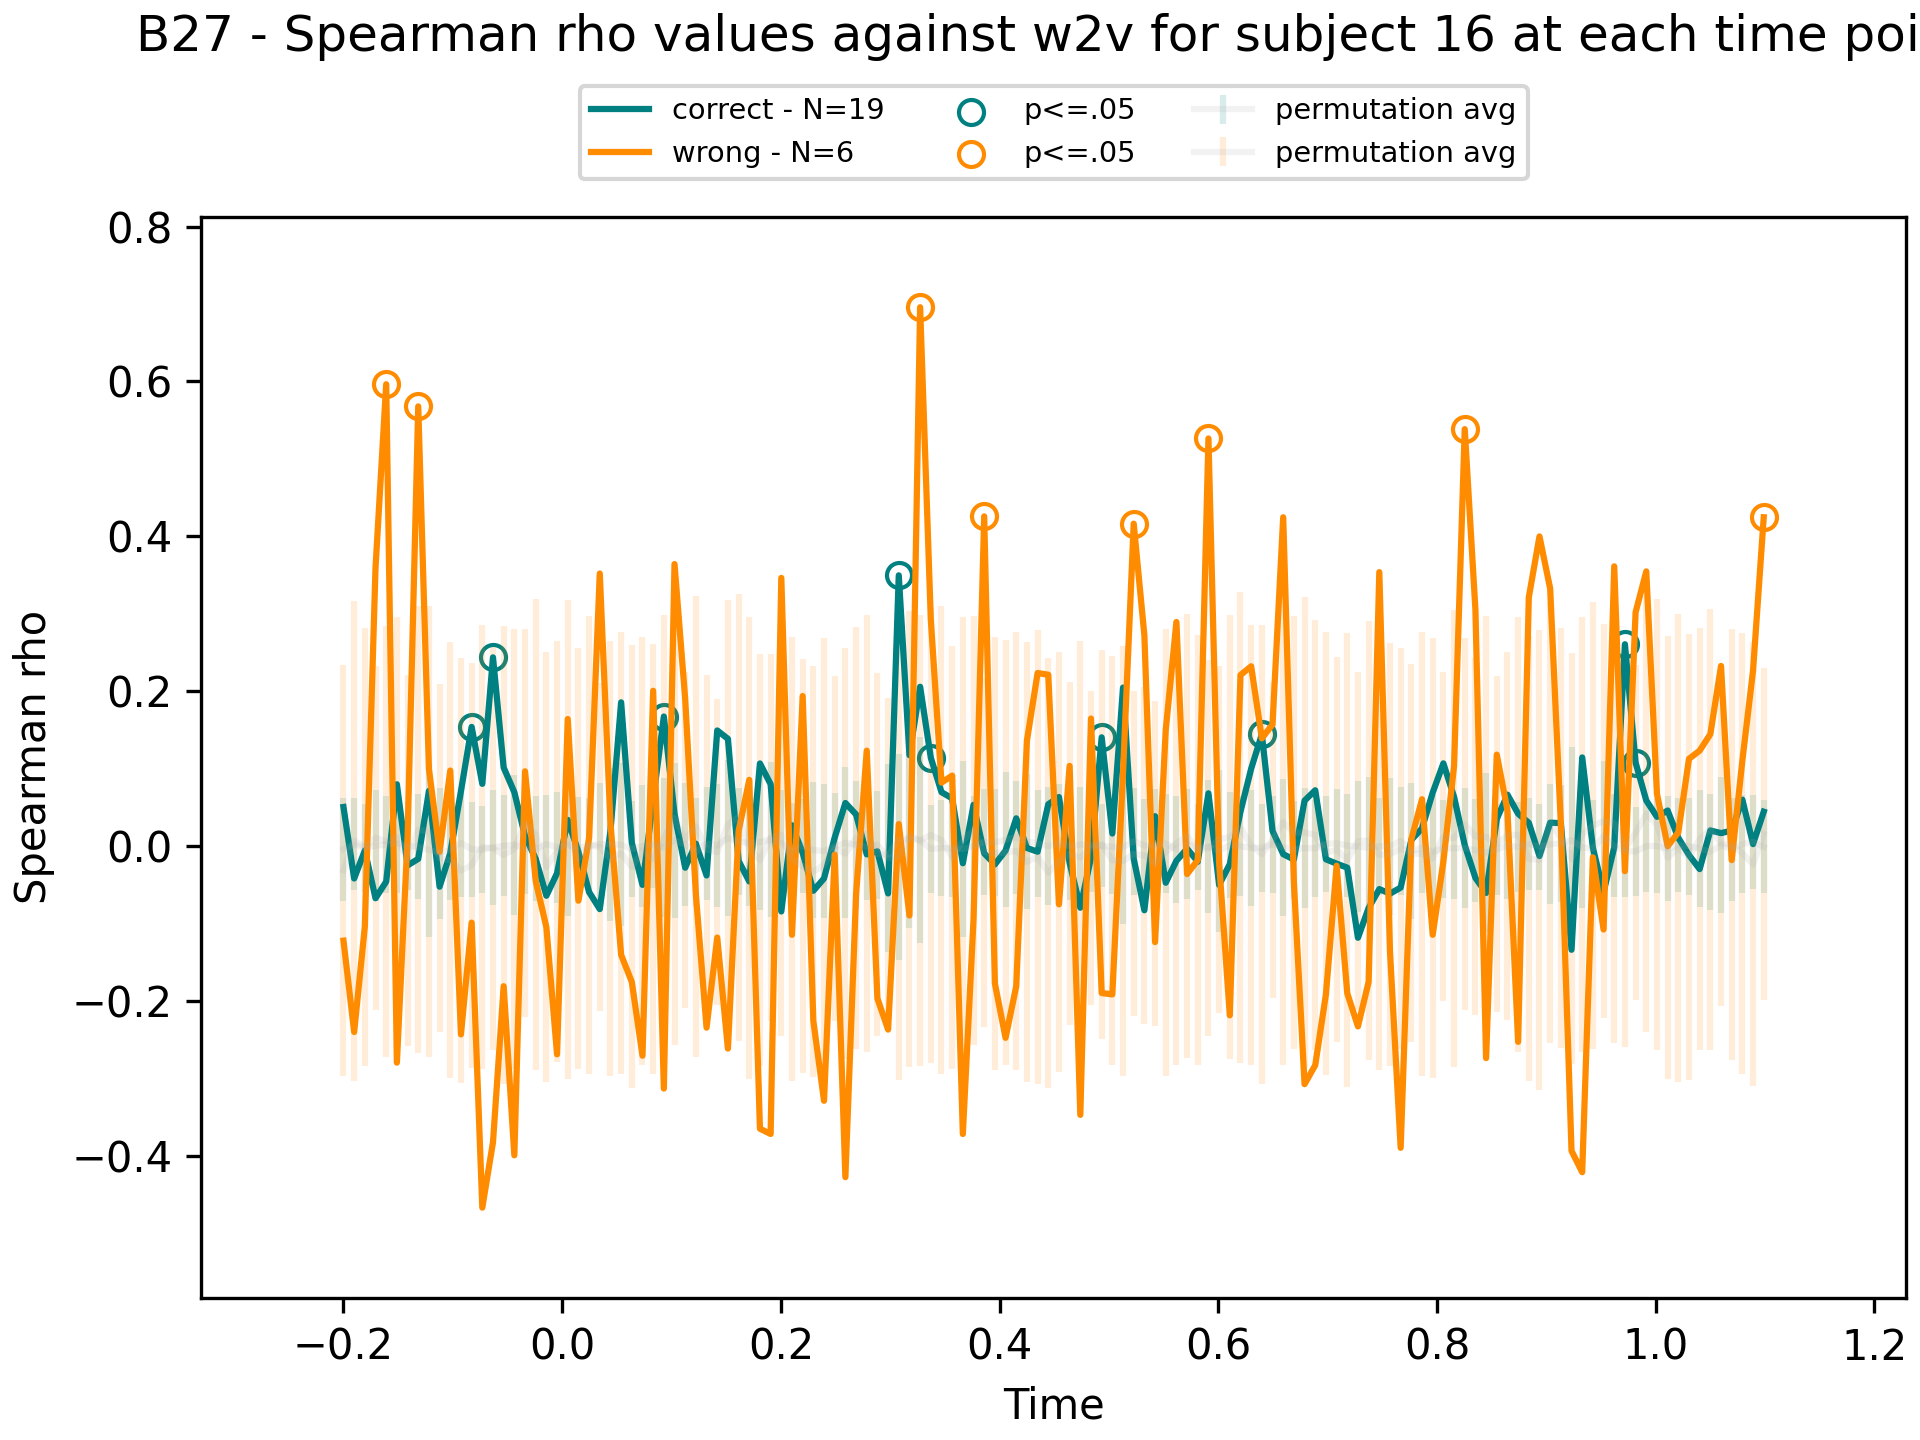 B27 - Spearman rho values against w2v for subject 16 at each time poi
correct - N=19 p<=.05 permutation avg
wrong - N=6 p<=.05 permutation avg
0.8
0.6
0.4
0.2
0.0
−0.2
−0.4
Spearman rho
−0.2 0.0 0.2 0.4 0.6 0.8 1.0 1.2
Time